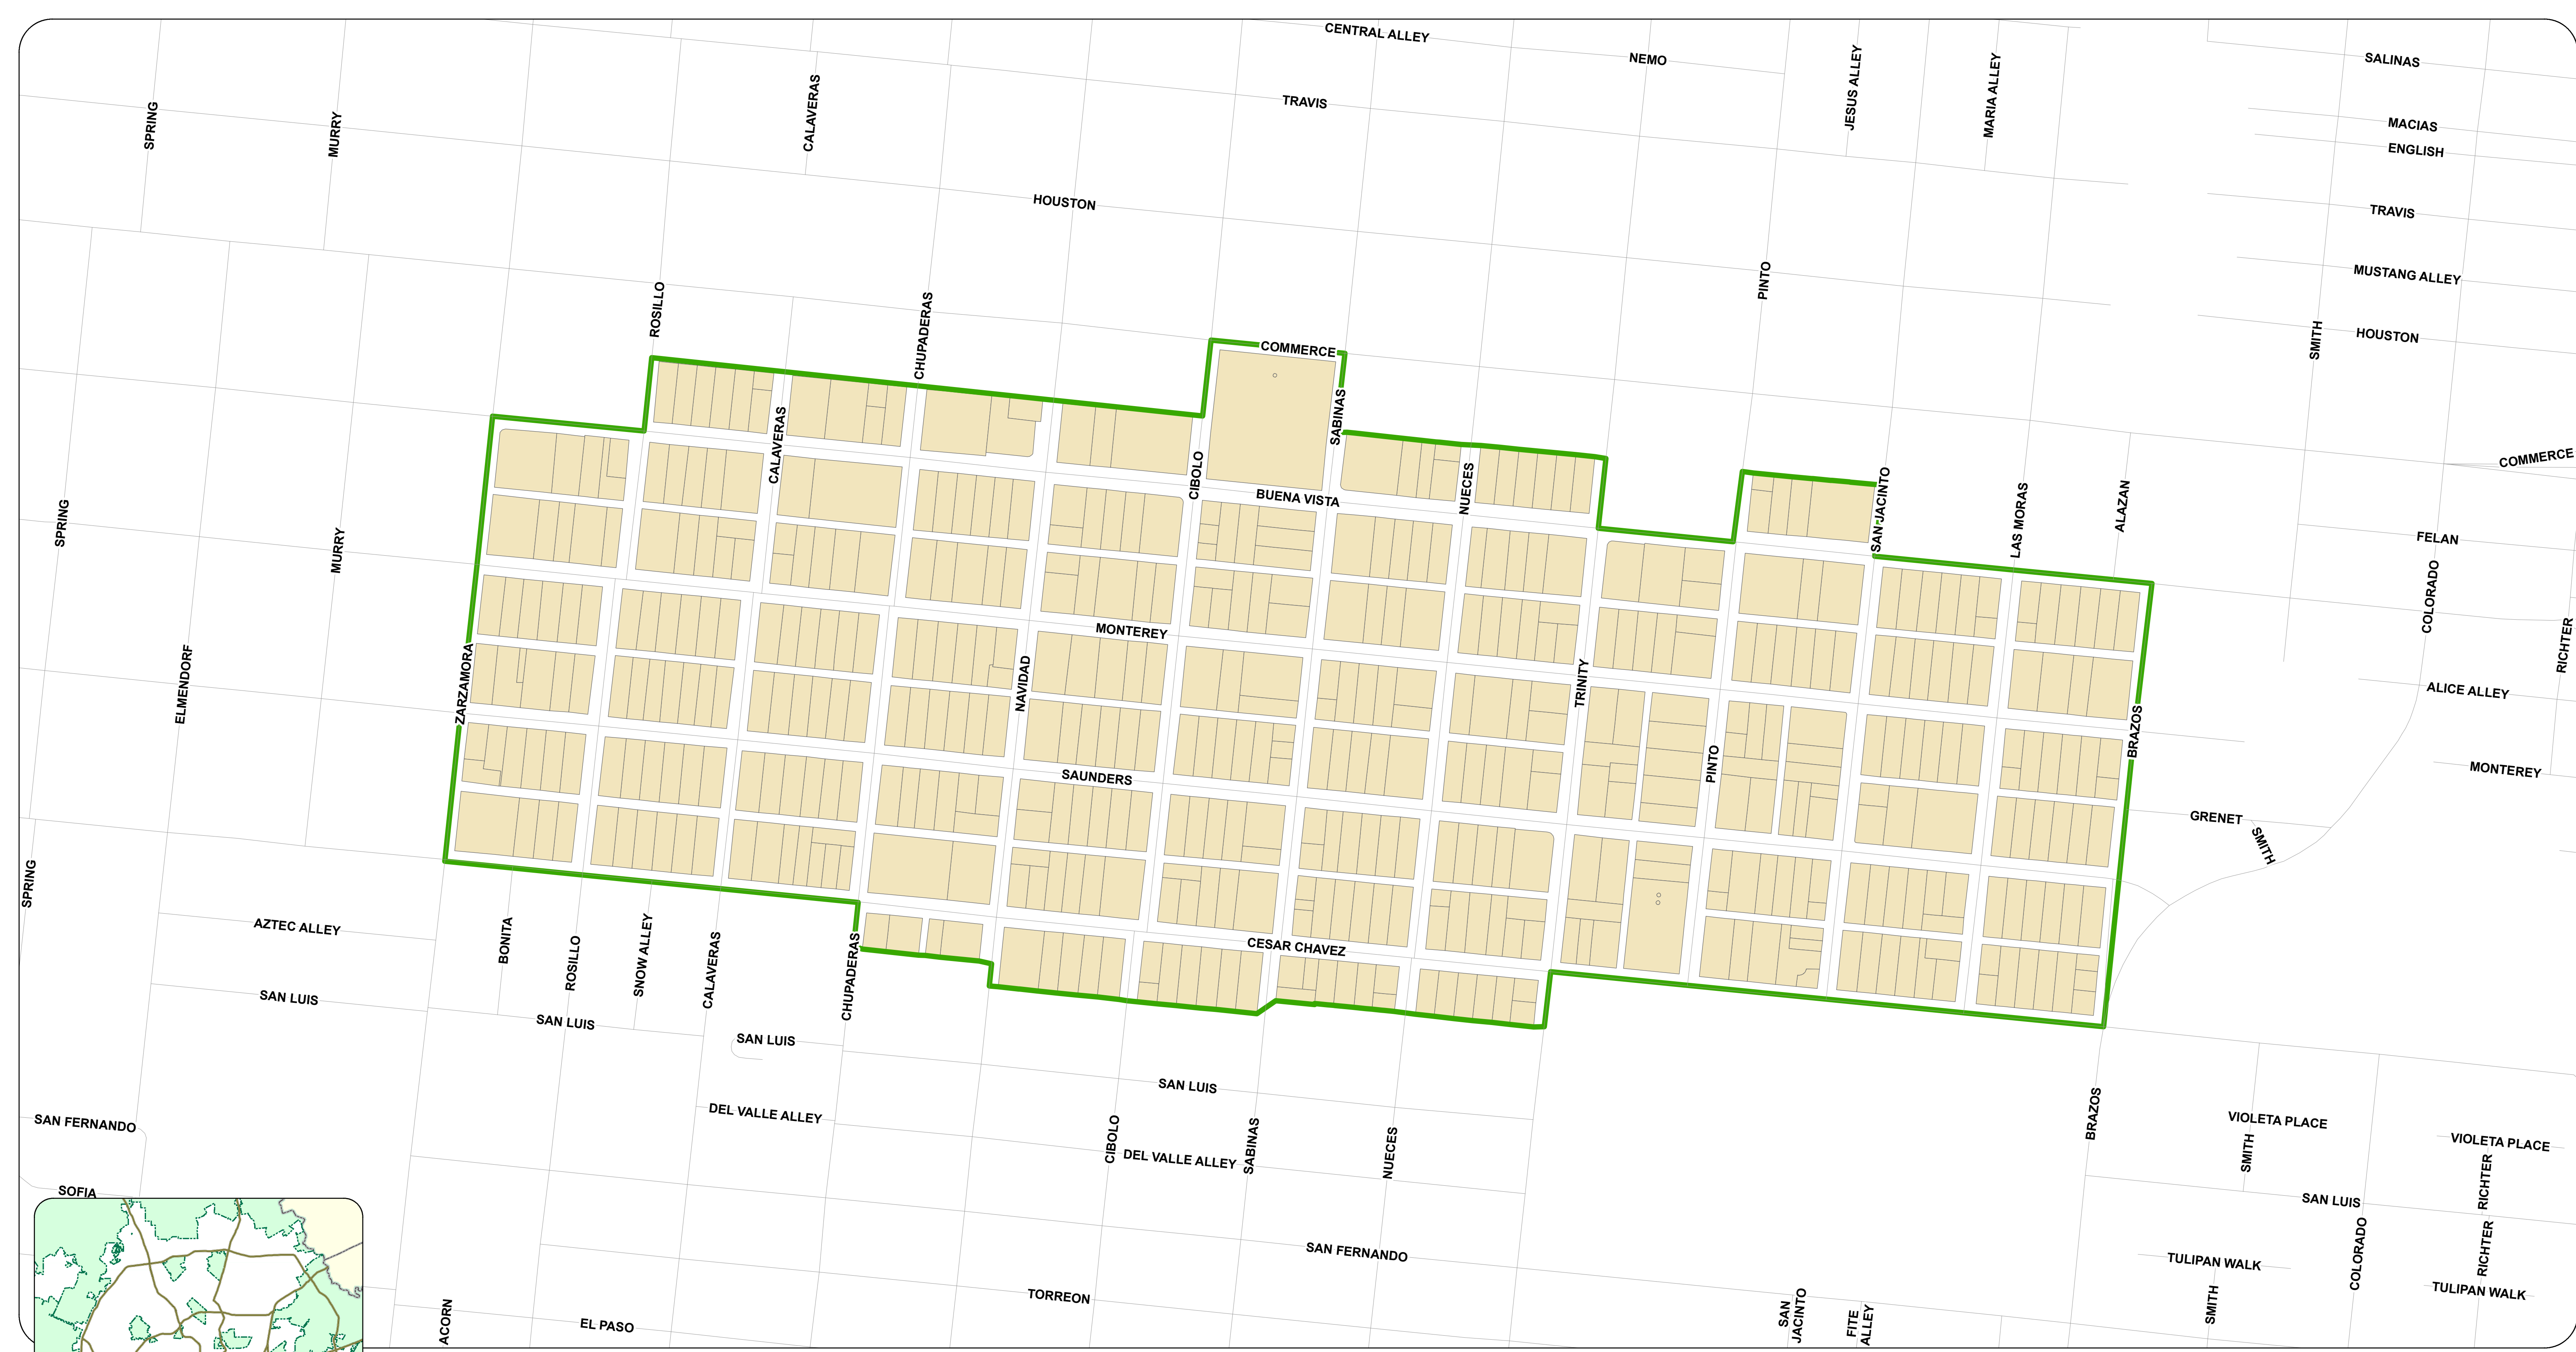 CENTRAL ALLEY
NEMO
SALINAS
JESUS ALLEY
MARIA ALLEY
CALAVERAS
TRAVIS
SPRING
MURRY
MACIAS
ENGLISH
HOUSTON
TRAVIS
PINTO
MUSTANG ALLEY
ROSILLO
CHUPADERAS
COMMERCE
HOUSTON
SMITH
SABINAS
CALAVERAS
CIBOLO
NUECES
BUENA VISTA
COMMERCE
SAN JACINTO
LAS MORAS
ALAZAN
SPRING
MURRY
FELAN
COLORADO
RICHTER
MONTEREY
ELMENDORF
ZARZAMORA
NAVIDAD
TRINITY
ALICE ALLEY
BRAZOS
PINTO
SAUNDERS
MONTEREY
GRENET
SMITH
SPRING
AZTEC ALLEY
BONITA
ROSILLO
SNOW ALLEY
CALAVERAS
CHUPADERAS
CESAR CHAVEZ
SAN LUIS
SAN LUIS
SAN LUIS
SAN LUIS
DEL VALLE ALLEY
SAN FERNANDO
CIBOLO
SABINAS
NUECES
DEL VALLE ALLEY
BRAZOS
VIOLETA PLACE
VIOLETA PLACE
SMITH
RICHTER
SOFIA
SAN LUIS
SAN FERNANDO
COLORADO
RICHTER
TULIPAN WALK
TULIPAN WALK
TORREON
ACORN
EL PASO
SAN
JACINTO
FITE
ALLEY
SMITH